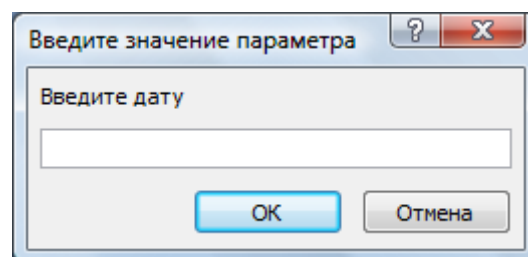 Введите значение параметра
Введите дату
ОК Отмена